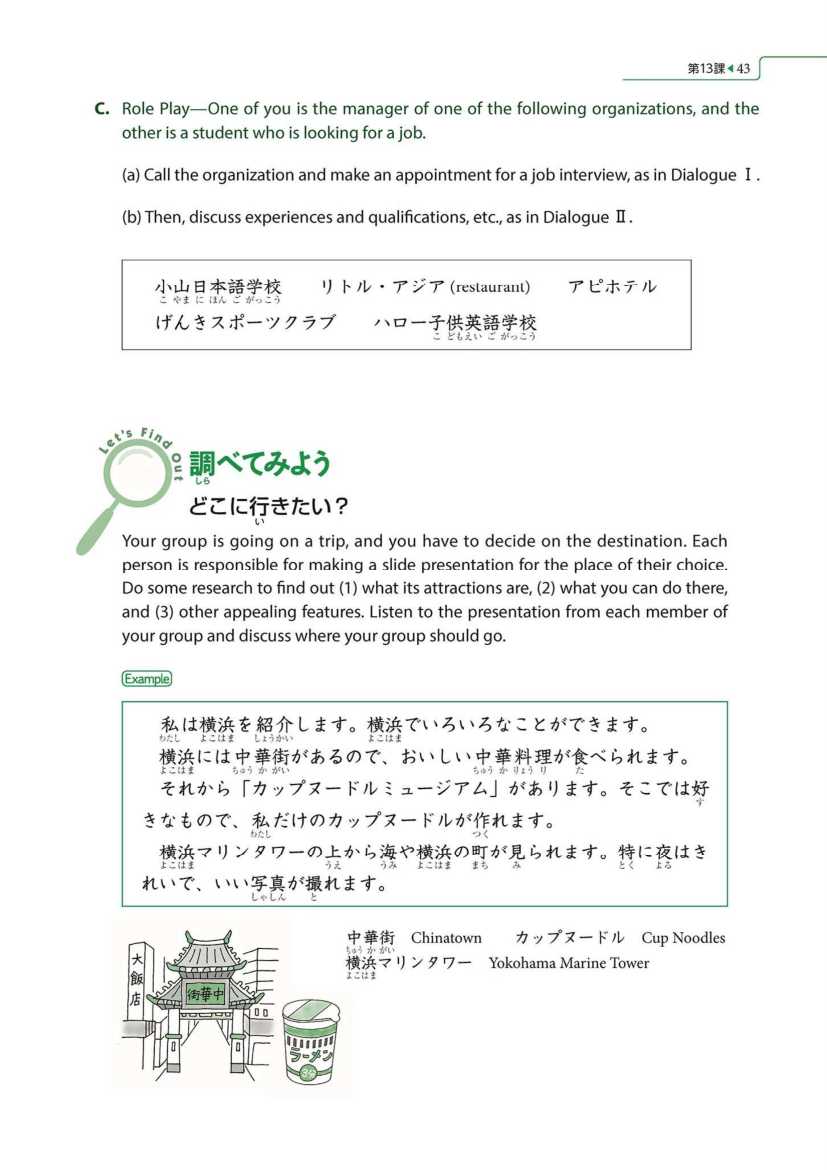 第13課◀43
C. Role Play—One of you is the manager of one of the following organizations, and the
other is a student who is looking for a job.
(a) Call the organization and make an appointment for a job interview, as in Dialogue Ⅰ.
(b) Then, discuss experiences and qualifications, etc., as in Dialogue Ⅱ.
小山日本語学校 リトル・アジア (restaurant) アピホテル
こ やま に ほん ご がっこう
げんきスポーツクラブ ハロー子供英語学校
こ どもえい ご がっこう
Let's Find Out
調べてみよう
しら
どこに行きたい?
い
Your group is going on a trip, and you have to decide on the destination. Each
person is responsible for making a slide presentation for the place of their choice.
Do some research to find out (1) what its attractions are, (2) what you can do there,
and (3) other appealing features. Listen to the presentation from each member of
your group and discuss where your group should go.
Example
私は横浜を紹介します。横浜でいろいろなことができます。
わたし よこはま しょうかい よこはま
横浜には中華街があるので、おいしい中華料理が食べられます。
よこはま ちゅう か がい ちゅう か りょう り た
それから「カップヌードルミュージアム」があります。そこでは好
す
きなもので、私だけのカップヌードルが作れます。
わたし つく
横浜マリンタワーの上から海や横浜の町が見られます。特に夜はき
よこはま うえ うみ よこはま まち み とく よる
れいで、いい写真が撮れます。
しゃしん と
中華街 Chinatown カップヌードル Cup Noodles
ちゅう か がい
横浜マリンタワー Yokohama Marine Tower
よこはま
大飯店
街華中
ラーメン
3分